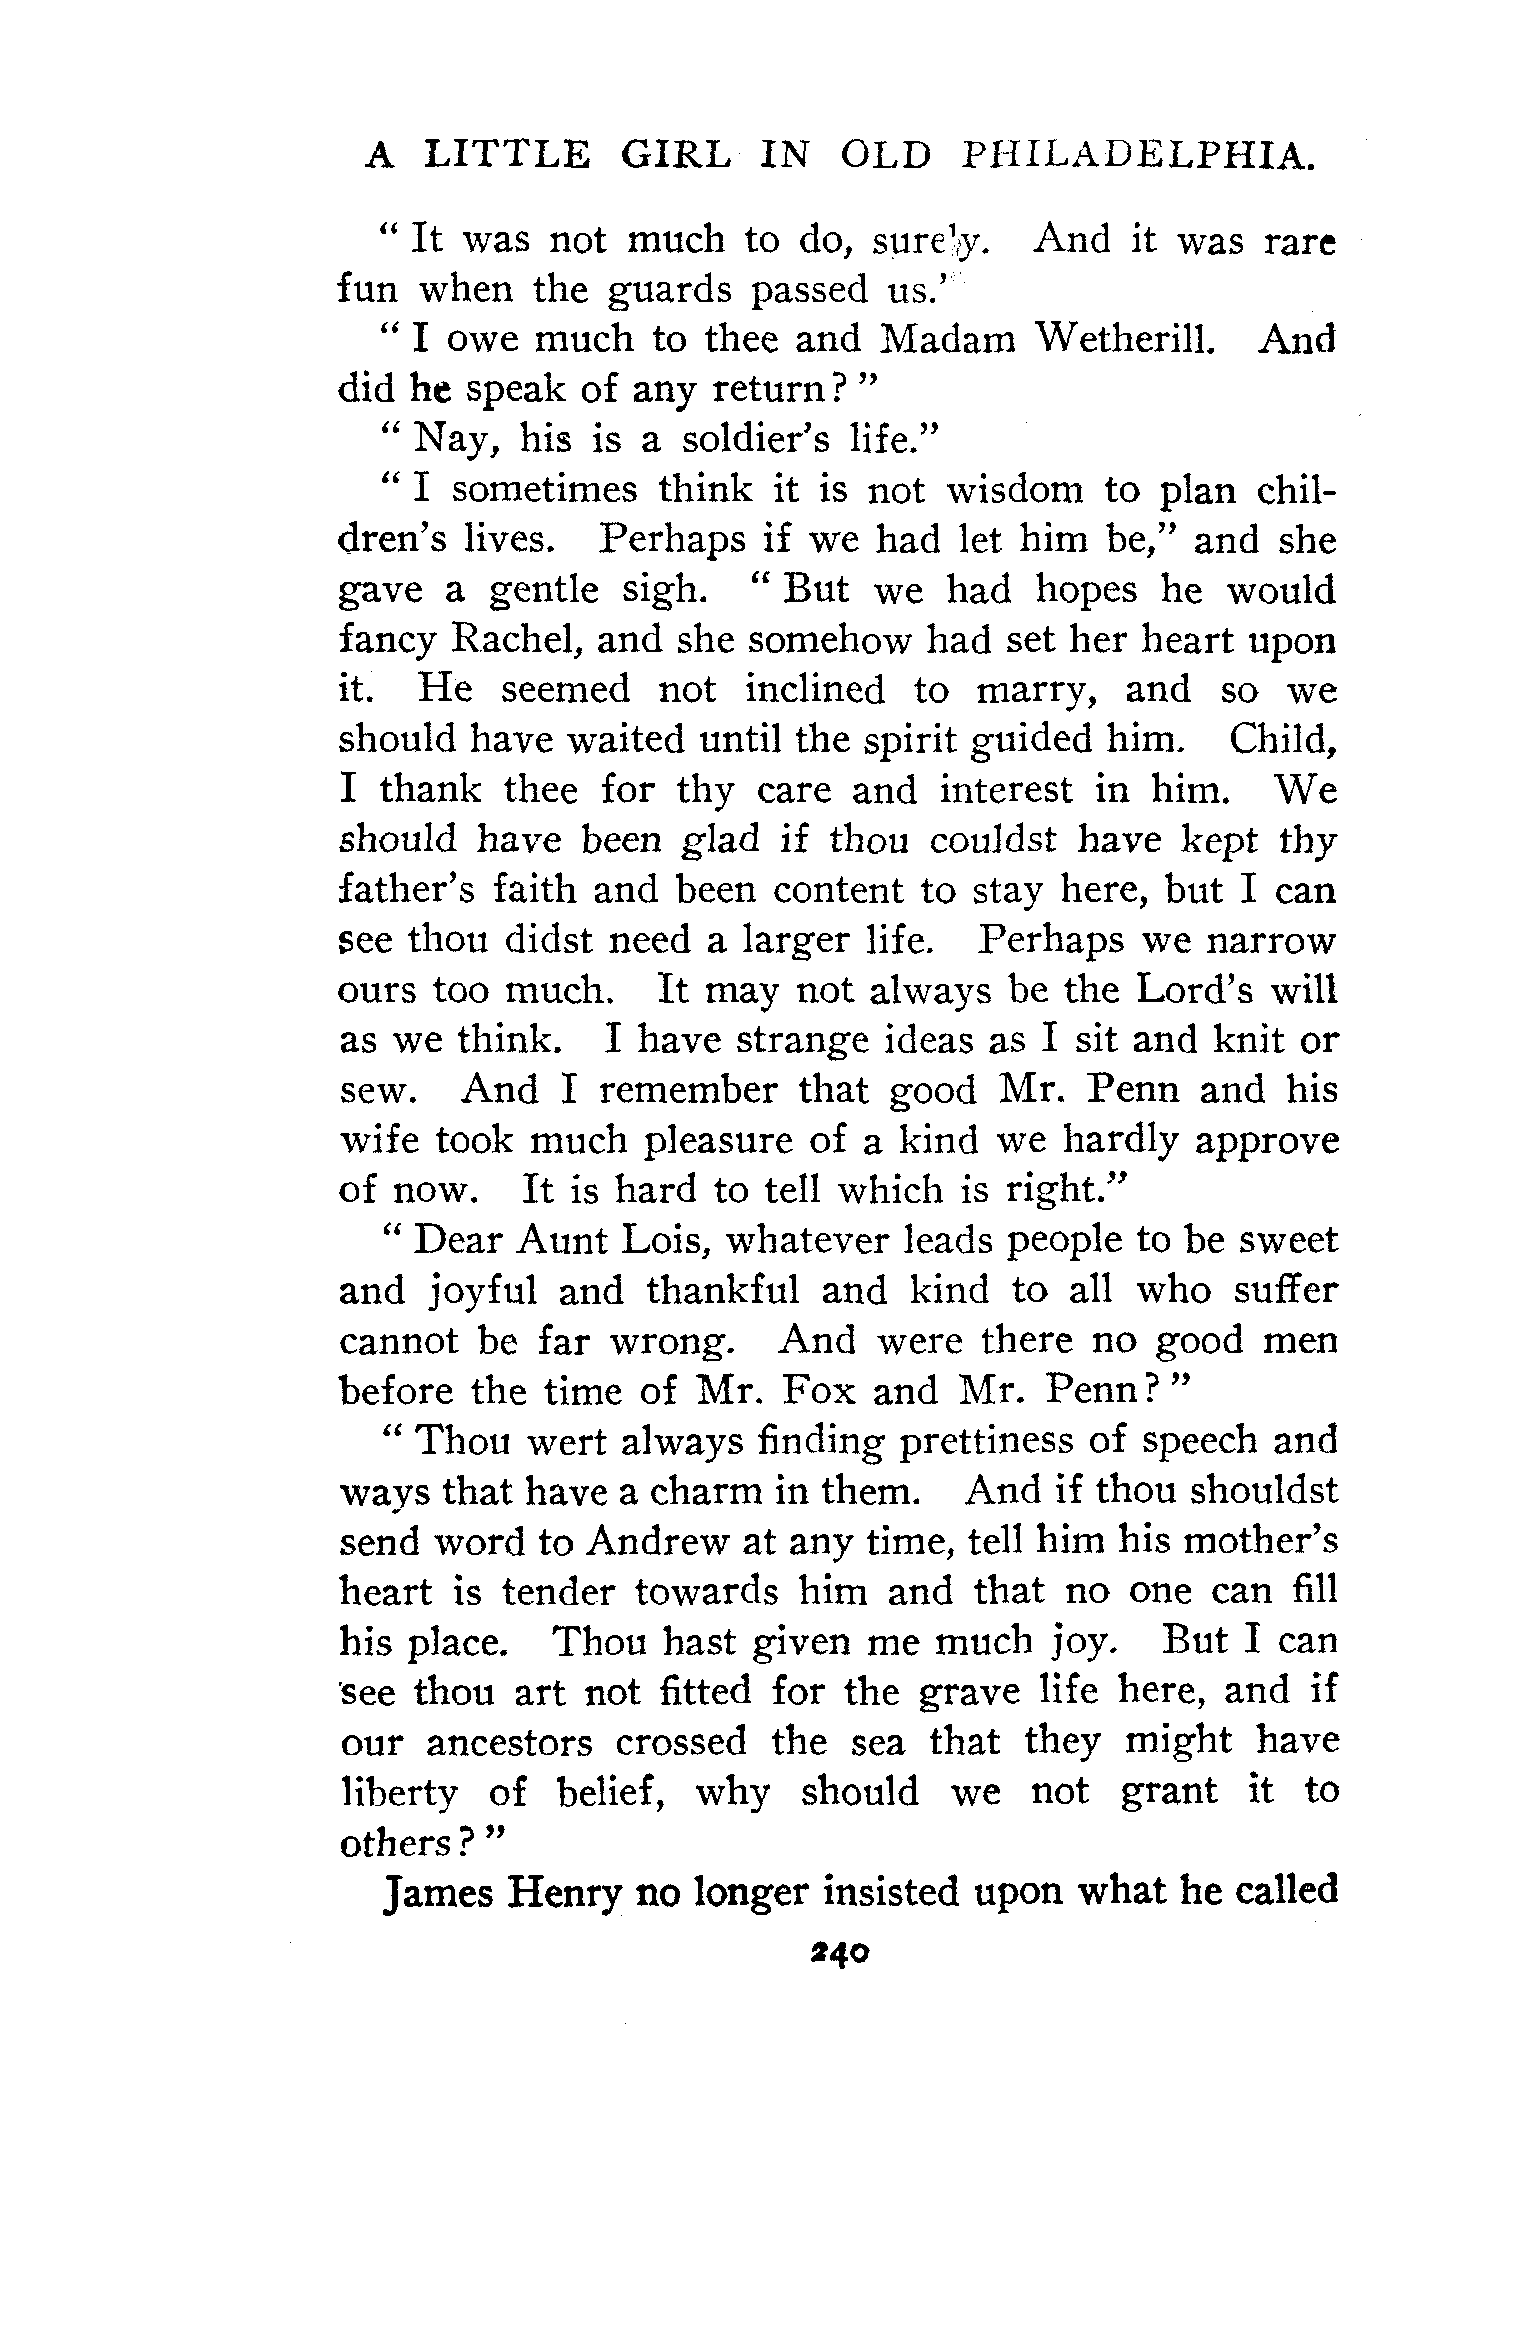 A LITTLE GIRL IN OLD PHILADELPHIA.
“ It was not much to do, surely. And it was rare
fun when the guards passed us.’
“ I owe much to thee and Madam Wetherill. And
did he speak of any return? ”
“ Nay, his is a soldier’s life.”
“ I sometimes think it is not wisdom to plan chil-
dren’s lives. Perhaps if we had let him be,” and she
gave a gentle sigh. “ But we had hopes he would
fancy Rachel, and she somehow had set her heart upon
it. He seemed not inclined to marry, and so we
should have waited until the spirit guided him. Child,
I thank thee for thy care and interest in him. We
should have been glad if thou couldst have kept thy
father’s faith and been content to stay here, but I can
see thou didst need a larger life. Perhaps we narrow
ours too much. It may not always be the Lord’s will
as we think. I have strange ideas as I sit and knit or
sew. And I remember that good Mr. Penn and his
wife took much pleasure of a kind we hardly approve
of now. It is hard to tell which is right.”
“ Dear Aunt Lois, whatever leads people to be sweet
and joyful and thankful and kind to all who suffer
cannot be far wrong. And were there no good men
before the time of Mr. Fox and Mr. Penn? ”
“ Thou wert always finding prettiness of speech and
ways that have a charm in them. And if thou shouldst
send word to Andrew at any time, tell him his mother’s
heart is tender towards him and that no one can fill
his place. Thou hast given me much joy. But I can
see thou art not fitted for the grave life here, and if
our ancestors crossed the sea that they might have
liberty of belief, why should we not grant it to
others? ”
James Henry no longer insisted upon what he called
240